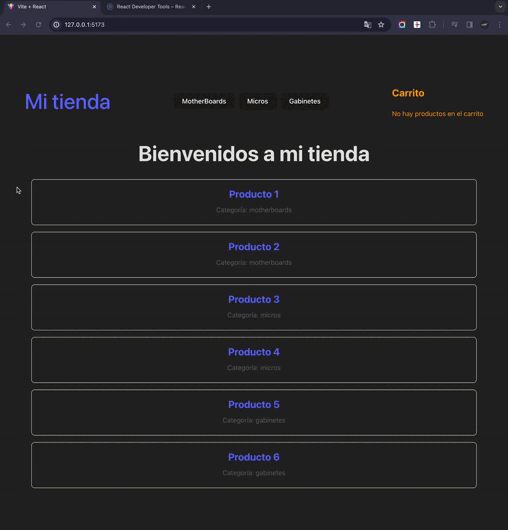 Vite + React
React Developer Tools – Rea
127.0.0.1:5173
Mi tienda
MotherBoards
Micros
Gabinetes
Carrito
No hay productos en el carrito
Bienvenidos a mi tienda
Producto 1
Categoría: motherboards
Producto 2
Categoría: motherboards
Producto 3
Categoría: micros
Producto 4
Categoría: micros
Producto 5
Categoría: gabinetes
Producto 6
Categoría: gabinetes